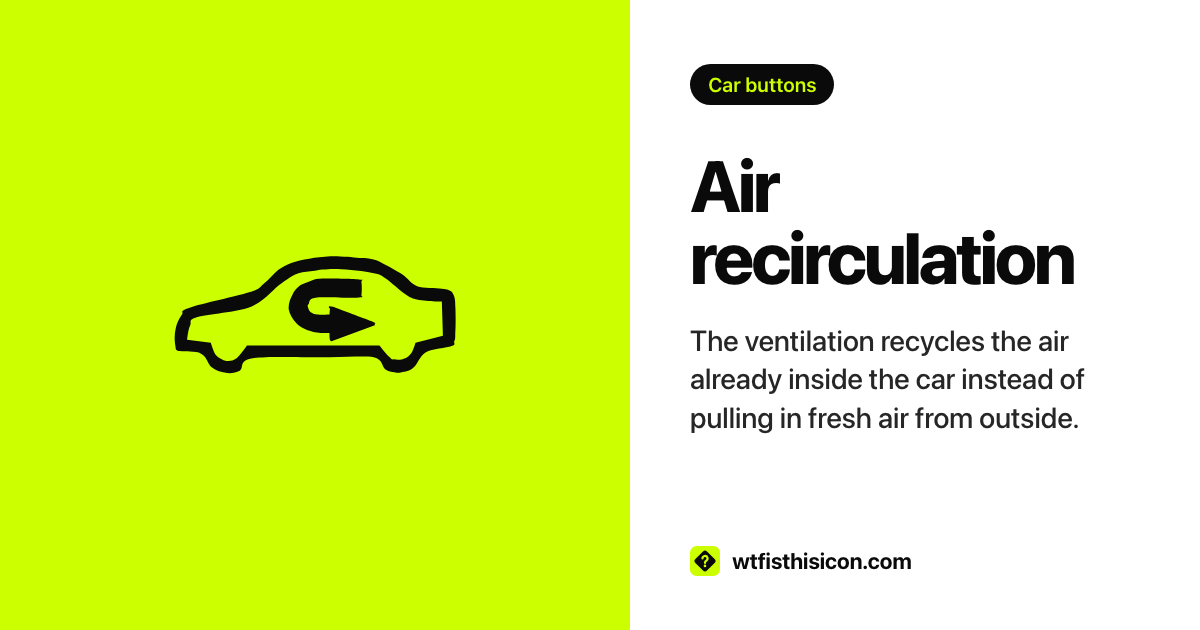 Car buttons
Air
recirculation
The ventilation recycles the air
already inside the car instead of
pulling in fresh air from outside.
?
wtfisthisicon.com